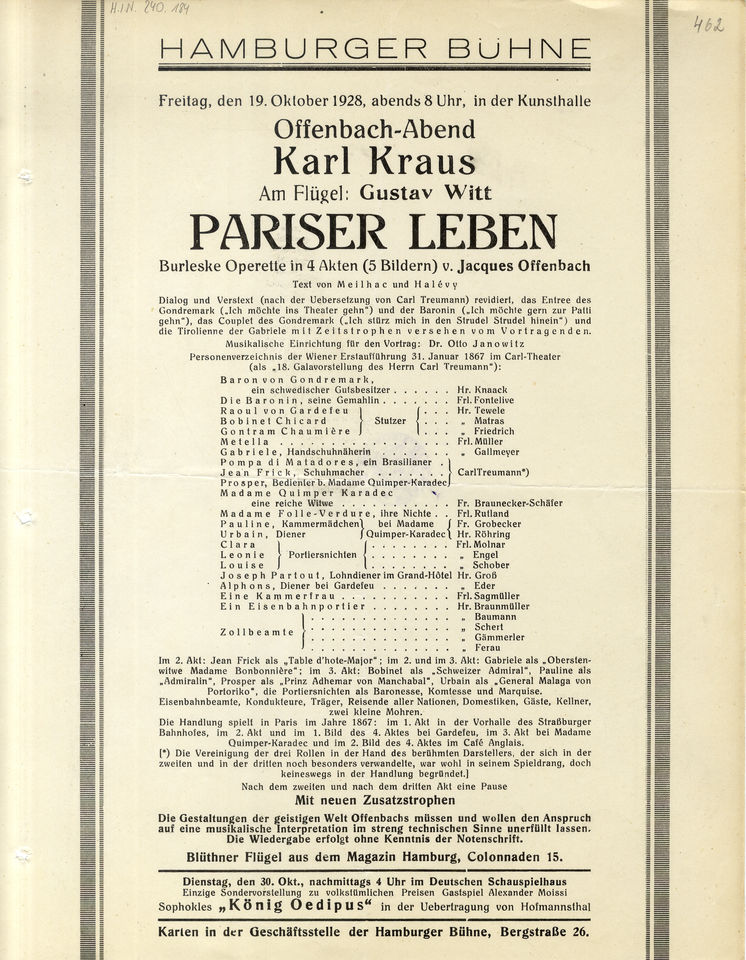 H.I.N. 240.184
462
HAMBURGER BÜHNE
Freitag, den 19. Oktober 1928, abends 8 Uhr, in der Kunsthalle
Offenbach-Abend
Karl Kraus
Am Flügel: Gustav Witt
PARISER LEBEN
Burleske Operette in 4 Akten (5 Bildern) v. Jacques Offenbach
Text von Meilhac und Halévy
Dialog und Verstext (nach der Uebersetzung von Carl Treumann) revidiert, das Entree des
Gondremark („Ich möchte ins Theater gehn“) und der Baronin („Ich möcht gern zur Patti
gehn“), das Couplet des Gondremark („Ich stürz mich in den Strudel Strudel hinein“) und
die Tirolienne der Gabriele mit Zeitstrophen versehen vom Vortragenden.
Musikalische Einrichtung für den Vortrag: Dr. Otto Janowitz
Personenverzeichnis der Wiener Erstaufführung 31. Januar 1867 im Carl-Theater
(als „18. Galavorstellung des Herrn Carl Treumann“):
Baron von Gondremark,
ein schwedischer Gutsbesitzer . . . . . . Hr. Knaack
Die Baronin, seine Gemahlin . . . . . . . Frl. Fontelive
Raoul von Gardefeu } { . . . Hr. Tewele
Bobinet Chicard } Stutzer { . . . „ Matras
Gontram Chaumière } { . . . „ Friedrich
Metella . . . . . . . . . . . . . . . . . Frl. Müller
Gabriele, Handschuhnäherin . . . . . . . „ Gallmeyer
Pompa di Matadores, ein Brasilianer . }
Jean Frick, Schuhmacher . . . . . . . } CarlTreumann*)
Prosper, Bedienter b. Madame Quimper-Karadec }
Madame Quimper Karadec
eine reiche Witwe . . . . . . . . . . . Fr. Braunecker-Schäfer
Madame Folle-Verdure, ihre Nichte . . Frl. Rutland
Pauline, Kammermädchen } bei Madame { Fr. Grobecker
Urbain, Diener } Quimper-Karadec { Hr. Röhring
Clara } { . . . . . . . . Frl. Molnar
Leonie } Portiersnichten { . . . . . . . . „ Engel
Louise } { . . . . . . . . „ Schober
Joseph Partout, Lohndiener im Grand-Hôtel Hr. Groß
Alphons, Diener bei Gardefeu . . . . . . „ Eder
Eine Kammerfrau . . . . . . . . . . . Frl. Sagmüller
Ein Eisenbahnportier . . . . . . . . Hr. Braunmüller
} . . . . . . . . . . . . . . „ Baumann
Zollbeamte } . . . . . . . . . . . . . . „ Schert
} . . . . . . . . . . . . . . „ Gämmerler
} . . . . . . . . . . . . . . „ Ferau
Im 2. Akt: Jean Frick als „Table d'hote-Major“; im 2. und im 3. Akt: Gabriele als „Obersten-
witwe Madame Bonbonnière“; im 3. Akt: Bobinet als „Schweizer Admiral“, Pauline als
„Admiralin“, Prosper als „Prinz Adhemar von Manchabal“, Urbain als „General Malaga von
Portoriko“, die Portiersnichten als Baronesse, Komtesse und Marquise.
Eisenbahnbeamte, Kondukteure, Träger, Reisende aller Nationen, Domestiken, Gäste, Kellner,
zwei kleine Mohren.
Die Handlung spielt in Paris im Jahre 1867: im 1. Akt in der Vorhalle des Straßburger
Bahnhofes, im 2. Akt und im 1. Bild des 4. Aktes bei Gardefeu, im 3. Akt bei Madame
Quimper-Karadec und im 2. Bild des 4. Aktes im Café Anglais.
[*) Die Vereinigung der drei Rollen in der Hand des berühmten Darstellers, der sich in der
zweiten und in der dritten noch besonders verwandelte, war wohl in seinem Spieldrang, doch
keineswegs in der Handlung begründet.]
Nach dem zweiten und nach dem dritten Akt eine Pause
Mit neuen Zusatzstrophen
Die Gestaltungen der geistigen Welt Offenbachs müssen und wollen den Anspruch
auf eine musikalische Interpretation im streng technischen Sinne unerfüllt lassen.
Die Wiedergabe erfolgt ohne Kenntnis der Notenschrift.
Blüthner Flügel aus dem Magazin Hamburg, Colonnaden 15.
Dienstag, den 30. Okt., nachmittags 4 Uhr im Deutschen Schauspielhaus
Einzige Sondervorstellung zu volkstümlichen Preisen Gastspiel Alexander Moissi
Sophokles „König Oedipus“ in der Uebertragung von Hofmannsthal
Karten in der Geschäftsstelle der Hamburger Bühne, Bergstraße 26.